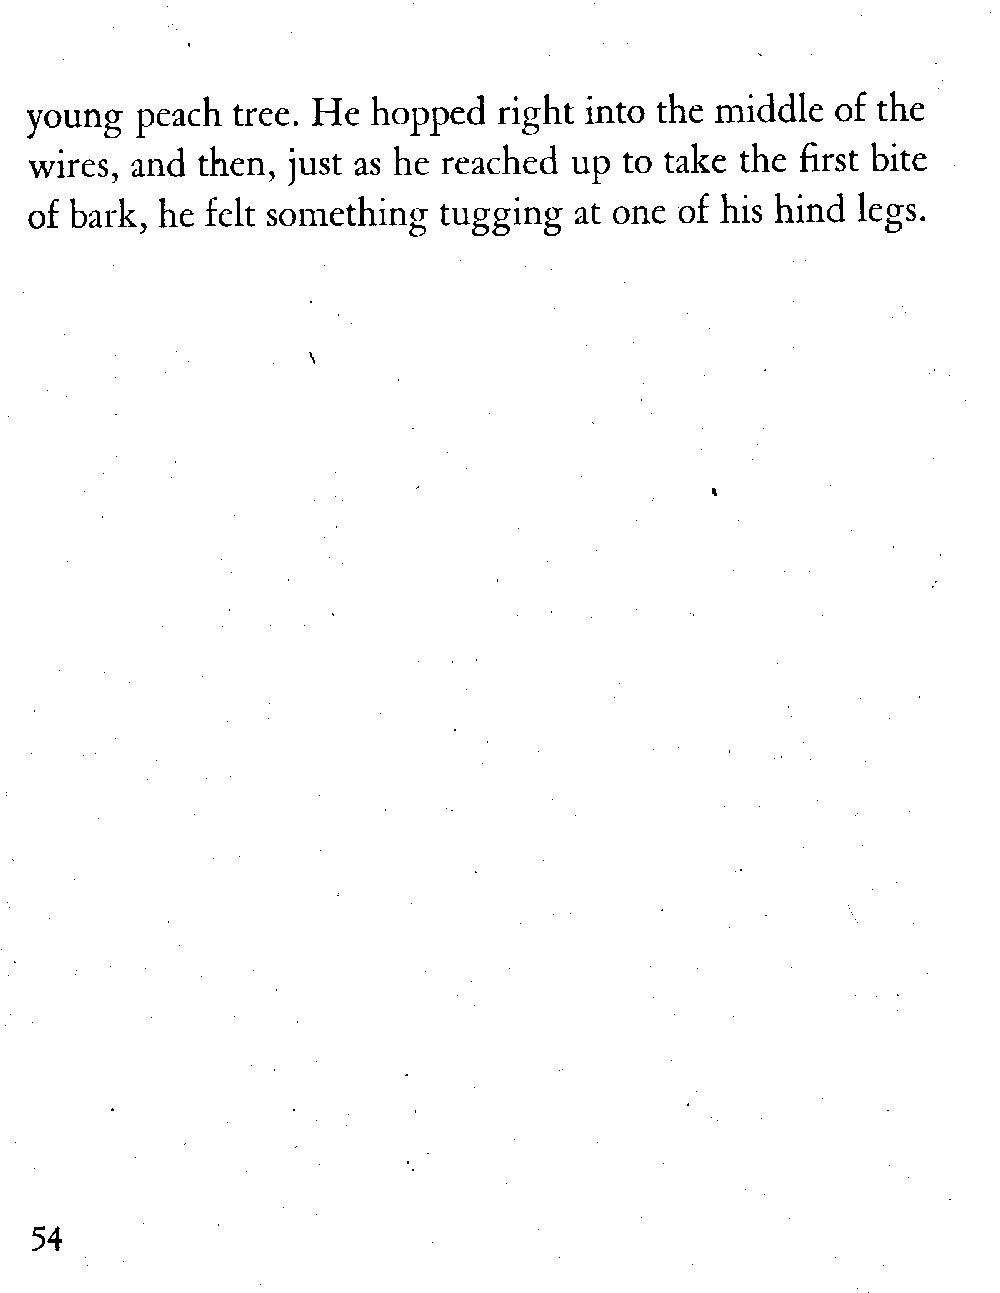 young peach tree. He hopped right into the middle of the
wires, and then, just as he reached up to take the first bite
of bark, he felt something tugging at one of his hind legs.
54